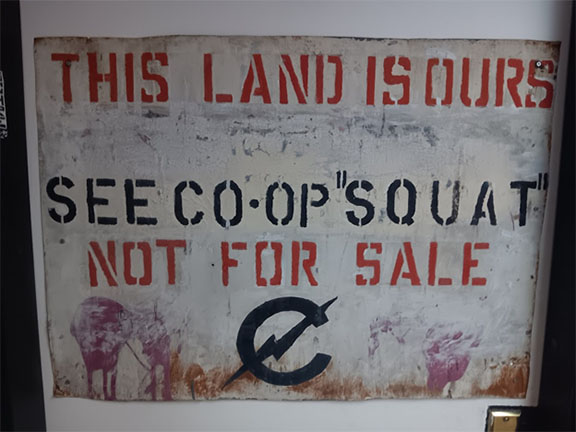 THIS LAND IS OURS
SEE CO·OP "SQUAT"
NOT FOR SALE